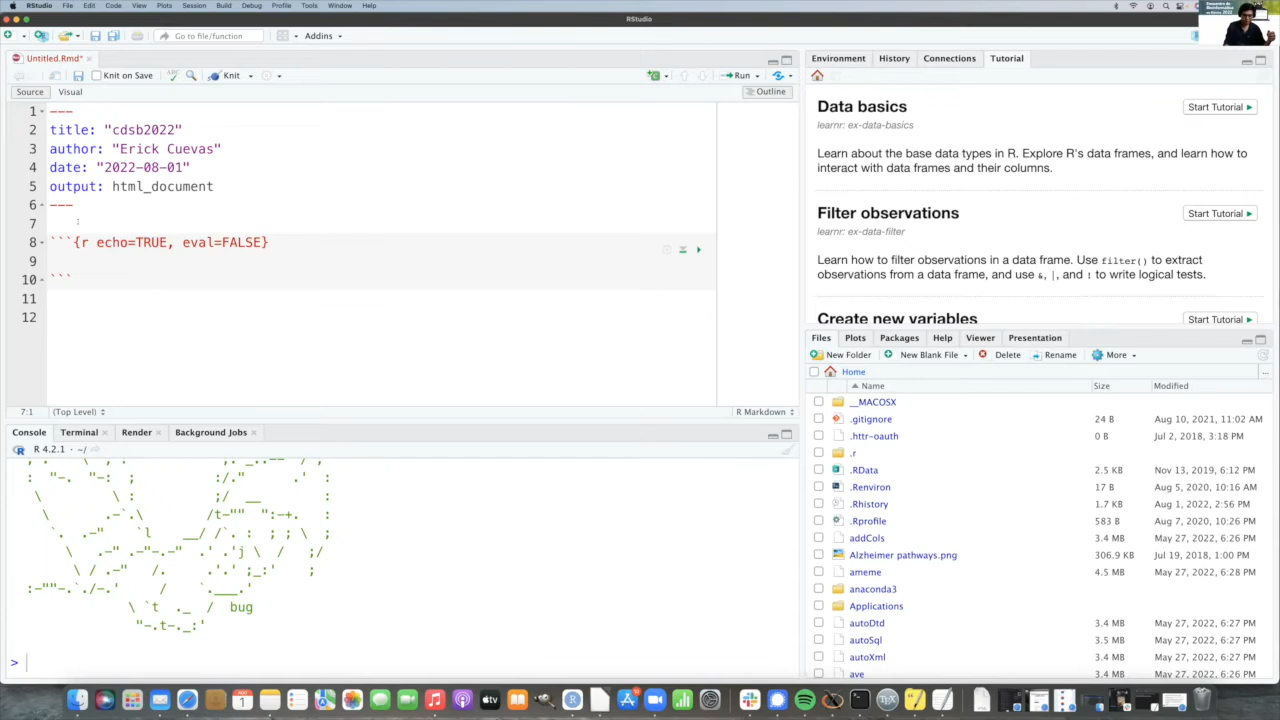 RStudio File Edit Code View Plots Session Build Debug Profile Tools Window Help
RStudio
Go to file/function Addins
Untitled.Rmd*
Knit on Save Knit Run
Source Visual Outline
1 ---
2 title: "cdsb2022"
3 author: "Erick Cuevas"
4 date: "2022-08-01"
5 output: html_document
6 ---
7
8 ```{r echo=TRUE, eval=FALSE}
9
10 ```
11
12
7:1 (Top Level) R Markdown
Console Terminal Render Background Jobs
R 4.2.1 · ~/
bug
>
Environment History Connections Tutorial
Data basics Start Tutorial
learnr: ex-data-basics
Learn about the base data types in R. Explore R's data frames, and learn how to
interact with data frames and their columns.
Filter observations Start Tutorial
learnr: ex-data-filter
Learn how to filter observations in a data frame. Use filter() to extract
observations from a data frame, and use &, |, and ! to write logical tests.
Create new variables Start Tutorial
Files Plots Packages Help Viewer Presentation
New Folder New Blank File Delete Rename More
Home
Name Size Modified
__MACOSX
.gitignore 24 B Aug 10, 2021, 11:02 AM
.httr-oauth 0 B Jul 2, 2018, 3:18 PM
.r
.RData 2.5 KB Nov 13, 2019, 6:12 PM
.Renviron 17 B Aug 5, 2020, 10:16 AM
.Rhistory 1.7 KB Aug 1, 2022, 2:56 PM
.Rprofile 583 B Aug 7, 2020, 10:26 PM
addCols 3.4 MB May 27, 2022, 6:26 PM
Alzheimer pathways.png 306.9 KB Jul 19, 2018, 1:00 PM
ameme 4.5 MB May 27, 2022, 6:28 PM
anaconda3
Applications
autoDtd 3.4 MB May 27, 2022, 6:27 PM
autoSql 3.5 MB May 27, 2022, 6:27 PM
autoXml 3.4 MB May 27, 2022, 6:27 PM
ave 3.4 MB May 27, 2022, 6:27 PM